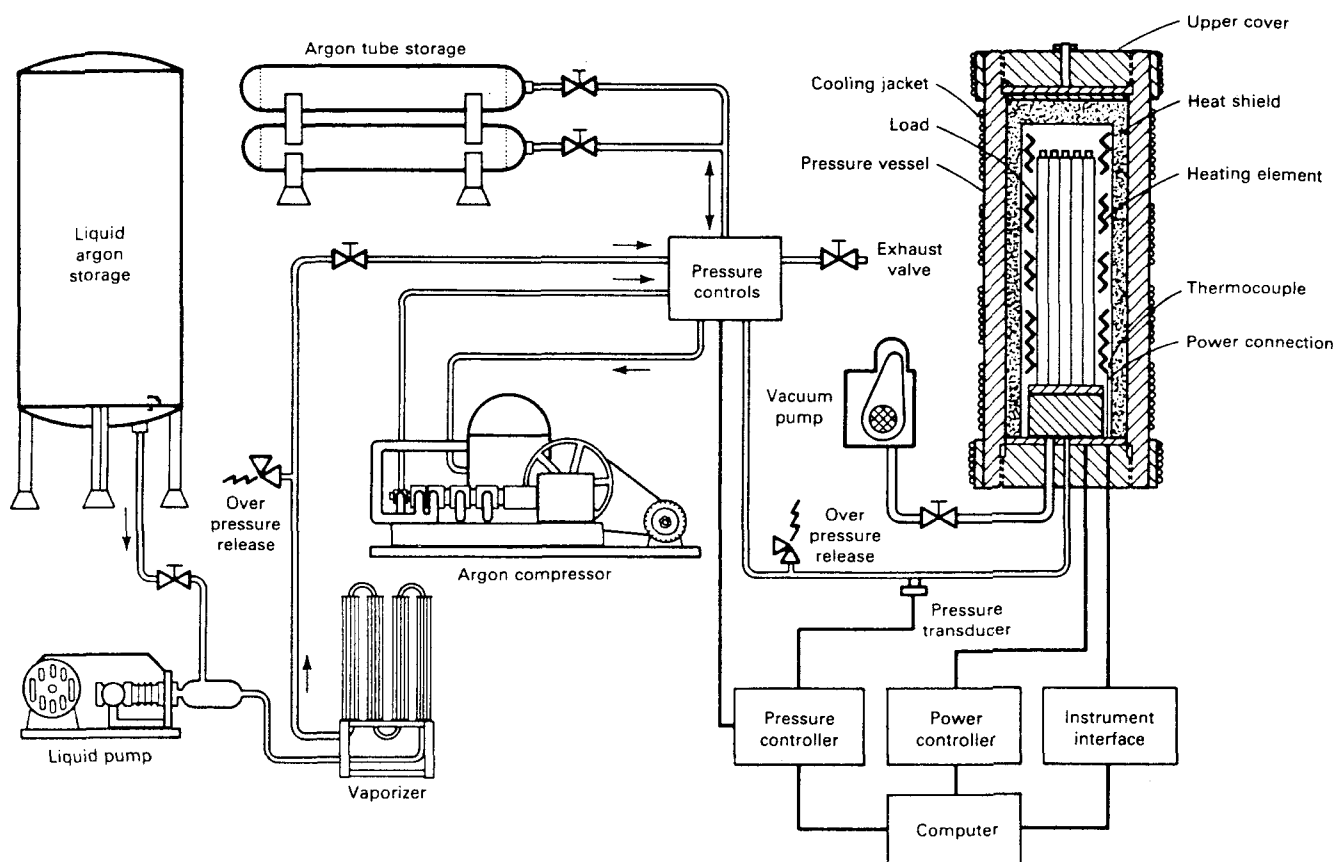 Upper cover
Argon tube storage
Cooling jacket
Heat shield
Load
Pressure vessel
Heating element
Liquid
argon
storage
Pressure
controls
Exhaust
valve
Thermocouple
Power connection
Vacuum
pump
Over
pressure
release
Over
pressure
release
Argon compressor
Pressure
transducer
Liquid pump
Vaporizer
Pressure
controller
Power
controller
Instrument
interface
Computer